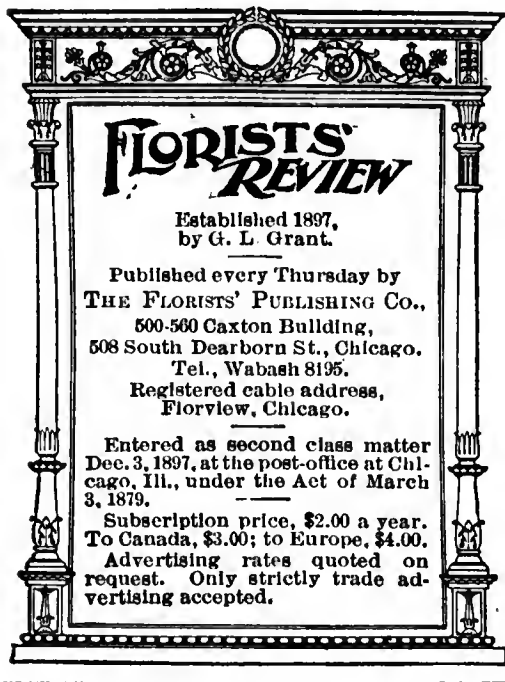 FLORISTS'
REVIEW
Established 1897,
by G. L. Grant.
Published every Thursday by
THE FLORISTS' PUBLISHING CO.,
500-560 Caxton Building,
508 South Dearborn St., Chicago.
Tel., Wabash 8195.
Registered cable address,
Florview, Chicago.
Entered as second class matter
Dec. 3, 1897, at the post-office at Chi-
cago, Ill., under the Act of March
3, 1879.
Subscription price, $2.00 a year.
To Canada, $3.00; to Europe, $4.00.
Advertising rates quoted on
request. Only strictly trade ad-
vertising accepted.